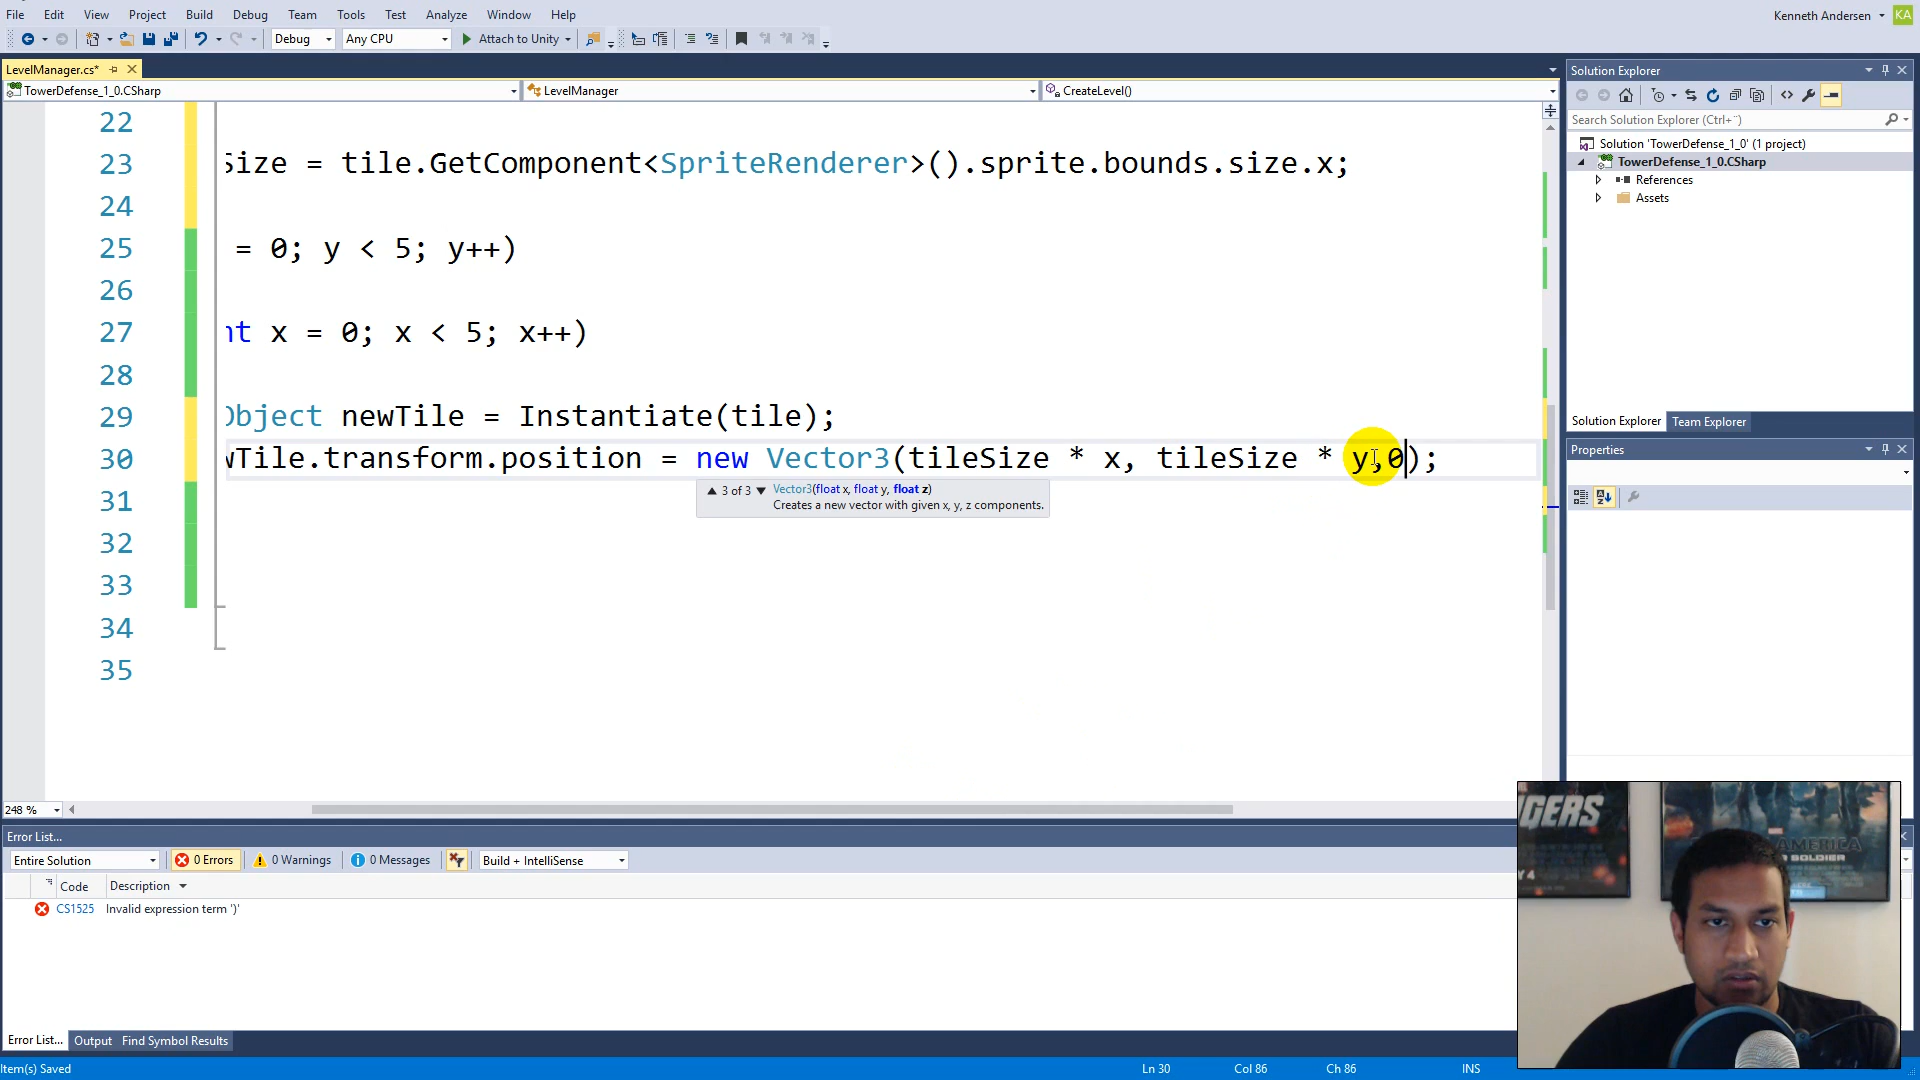 File Edit View Project Build Debug Team Tools Test Analyze Window Help
Kenneth Andersen KA
Debug Any CPU Attach to Unity
LevelManager.cs*
TowerDefense_1_0.CSharp LevelManager CreateLevel()
22
23 Size = tile.GetComponent<SpriteRenderer>().sprite.bounds.size.x;
24
25 = 0; y < 5; y++)
26
27 nt x = 0; x < 5; x++)
28
29 Object newTile = Instantiate(tile);
30 wTile.transform.position = new Vector3(tileSize * x, tileSize * y,0);
3 of 3 Vector3(float x, float y, float z)
Creates a new vector with given x, y, z components.
31
32
33
34
35
248 %
Solution Explorer
Search Solution Explorer (Ctrl+¨)
Solution 'TowerDefense_1_0' (1 project)
TowerDefense_1_0.CSharp
References
Assets
Solution Explorer Team Explorer
Properties
Error List...
Entire Solution 0 Errors 0 Warnings 0 Messages Build + IntelliSense
Code Description
CS1525 Invalid expression term ')'
Error List... Output Find Symbol Results
Item(s) Saved Ln 30 Col 86 Ch 86 INS
NGERS
Y 4
AMERICA
R SOLDIER